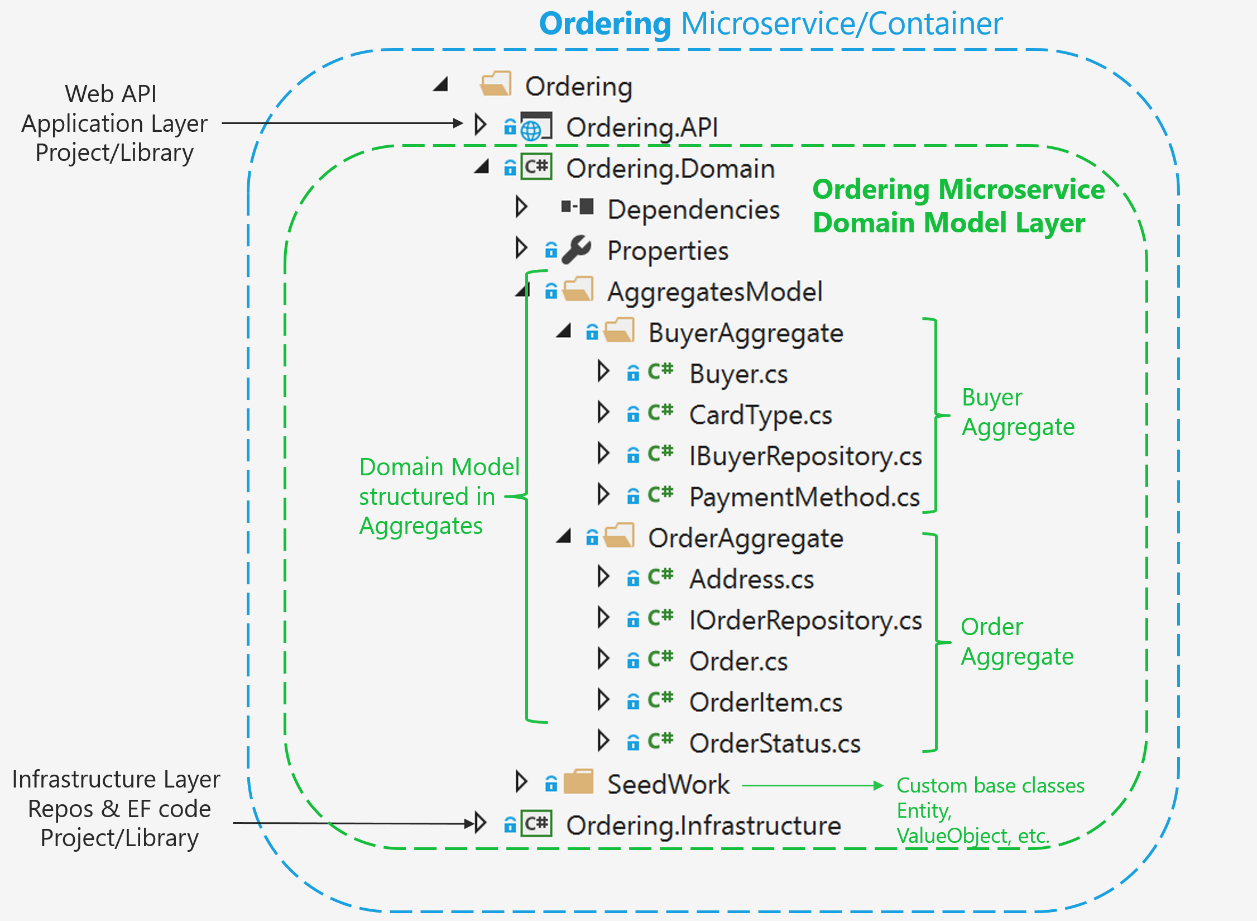 Ordering Microservice/Container
Ordering
Web API
Application Layer
Project/Library
Ordering.API
C# Ordering.Domain
Ordering Microservice
Domain Model Layer
Dependencies
Properties
AggregatesModel
BuyerAggregate
C# Buyer.cs
C# CardType.cs
C# IBuyerRepository.cs
C# PaymentMethod.cs
Buyer
Aggregate
Domain Model
structured in
Aggregates
OrderAggregate
C# Address.cs
C# IOrderRepository.cs
C# Order.cs
C# OrderItem.cs
C# OrderStatus.cs
Order
Aggregate
SeedWork
Custom base classes
Entity,
ValueObject, etc.
Infrastructure Layer
Repos & EF code
Project/Library
C# Ordering.Infrastructure